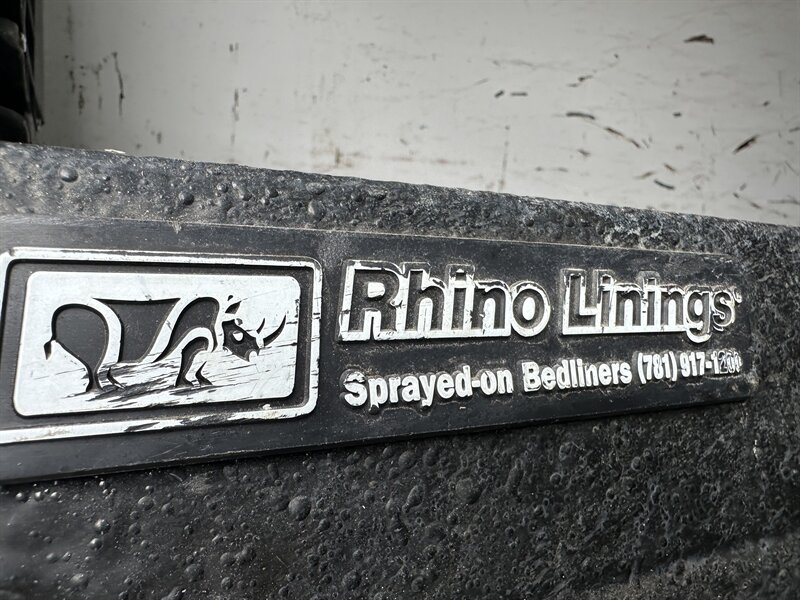 Rhino Linings®
Sprayed-on Bedliners (781) 917-1200